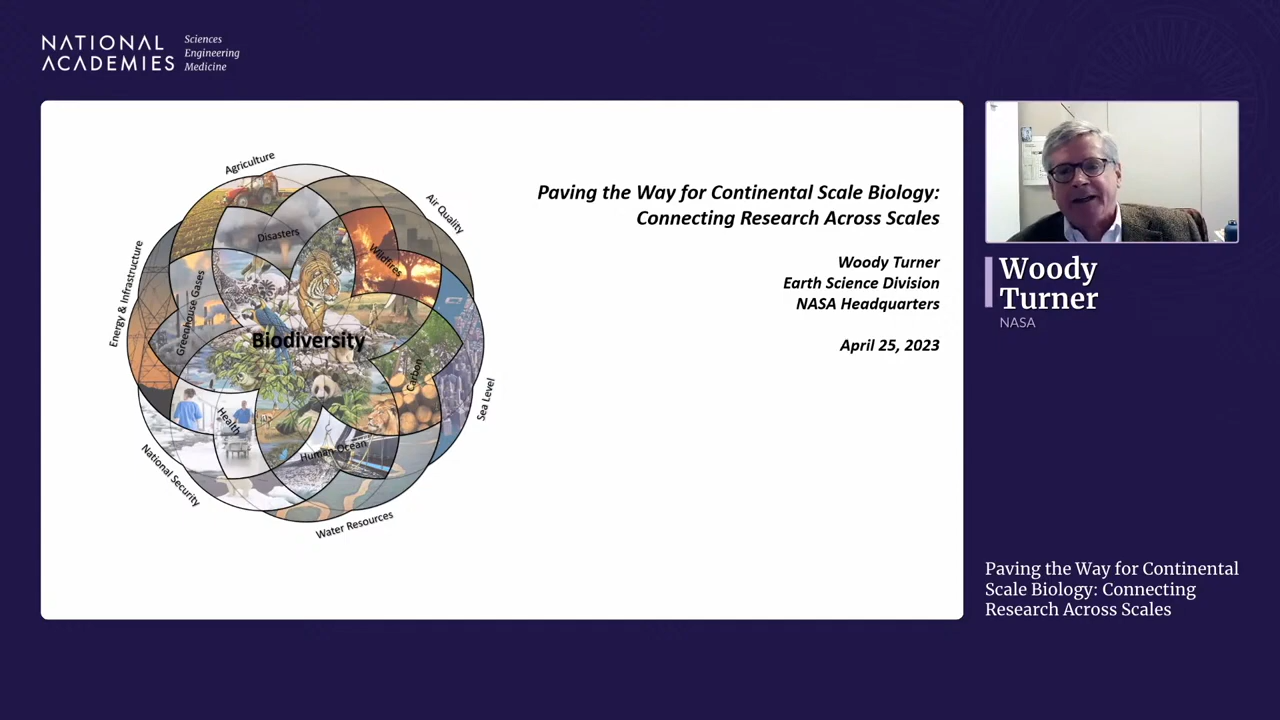 NATIONAL
ACADEMIES
Sciences
Engineering
Medicine
Agriculture
Air Quality
Disasters
Wildfires
Energy & Infrastructure
Greenhouse Gases
Biodiversity
Carbon
Sea Level
Health
Human Ocean
National Security
Water Resources
Paving the Way for Continental Scale Biology:
Connecting Research Across Scales
Woody Turner
Earth Science Division
NASA Headquarters
April 25, 2023
Woody
Turner
NASA
Paving the Way for Continental
Scale Biology: Connecting
Research Across Scales